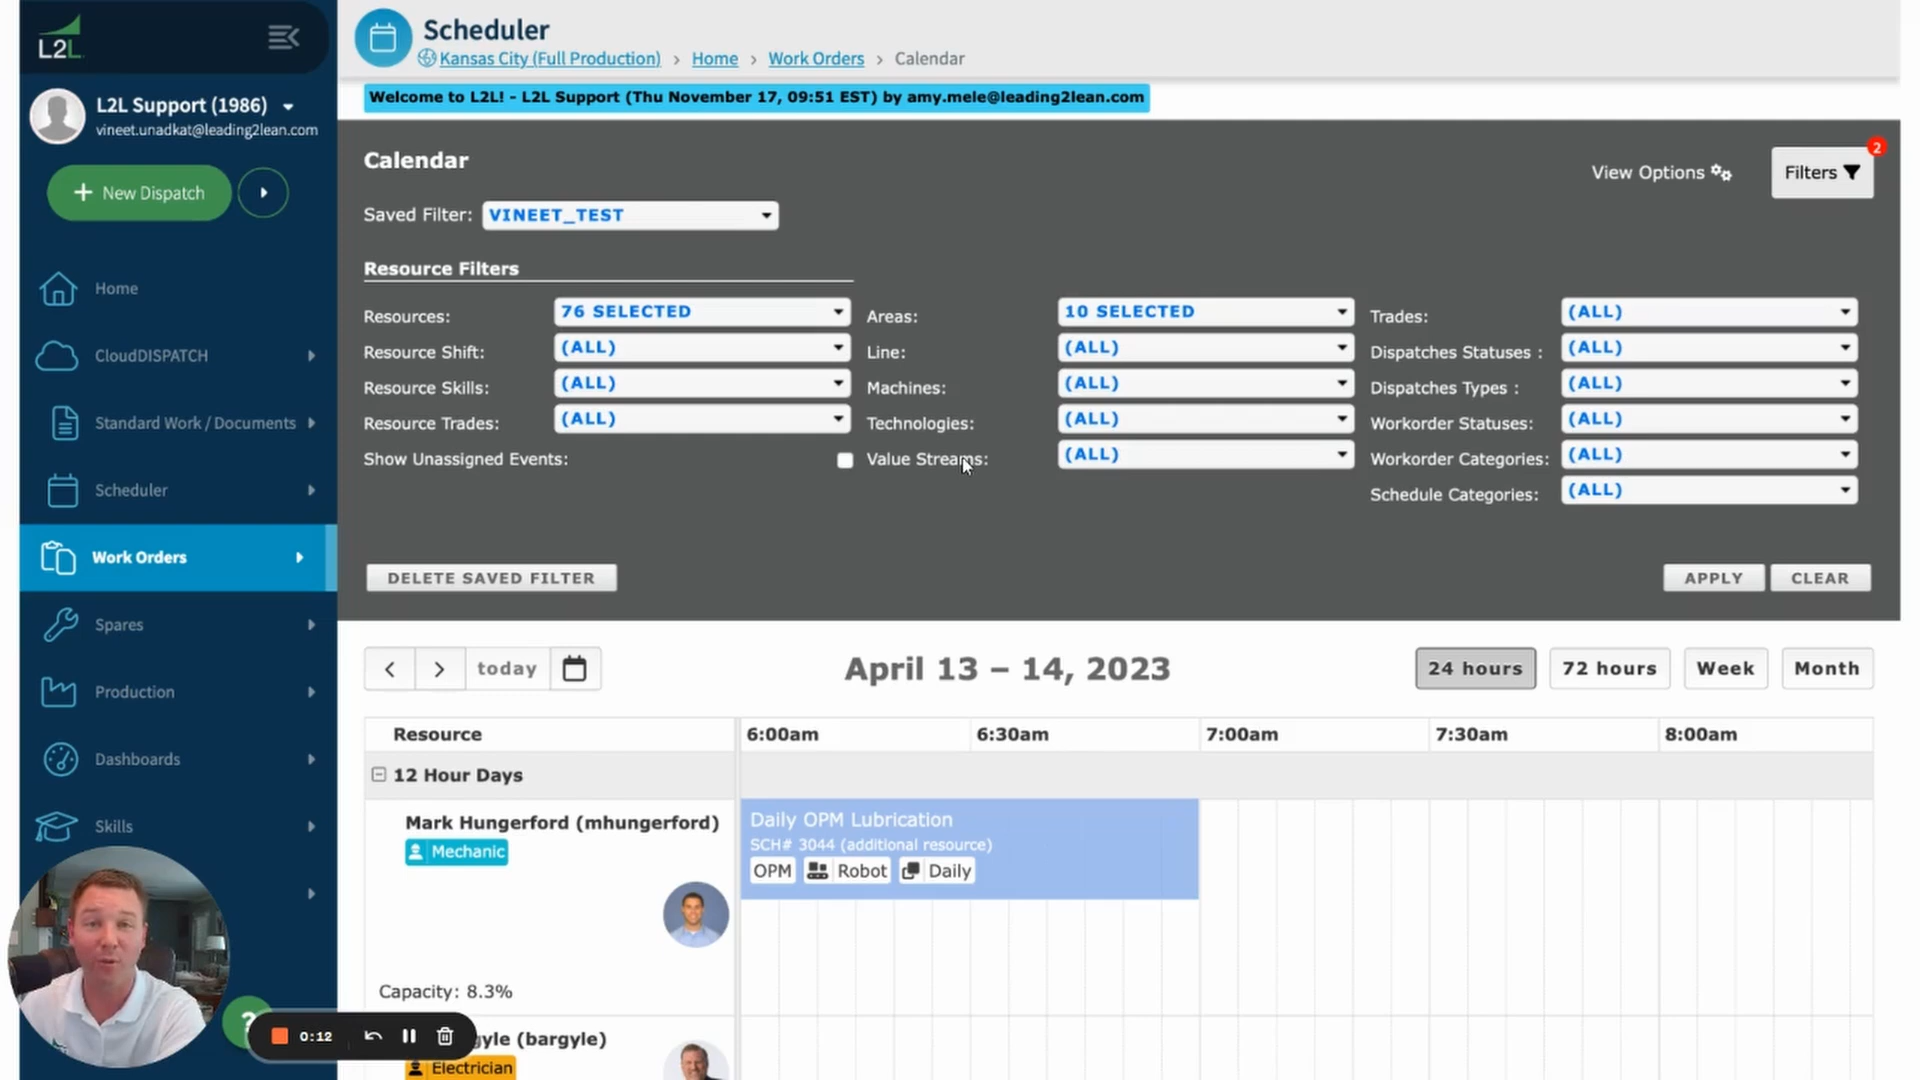 L2L
L2L Support (1986)
vineet.unadkat@leading2lean.com
+ New Dispatch
Home
CloudDISPATCH
Standard Work / Documents
Scheduler
Work Orders
Spares
Production
Dashboards
Skills
?
0:12
Scheduler
Kansas City (Full Production) › Home › Work Orders › Calendar
Welcome to L2L! - L2L Support (Thu November 17, 09:51 EST) by amy.mele@leading2lean.com
Calendar
View Options
Filters
2
Saved Filter: VINEET_TEST
Resource Filters
Resources: 76 SELECTED Areas: 10 SELECTED Trades: (ALL)
Resource Shift: (ALL) Line: (ALL) Dispatches Statuses : (ALL)
Resource Skills: (ALL) Machines: (ALL) Dispatches Types : (ALL)
Resource Trades: (ALL) Technologies: (ALL) Workorder Statuses: (ALL)
Show Unassigned Events: Value Streams: (ALL) Workorder Categories: (ALL)
Schedule Categories: (ALL)
DELETE SAVED FILTER APPLY CLEAR
< > today April 13 – 14, 2023 24 hours 72 hours Week Month
Resource 6:00am 6:30am 7:00am 7:30am 8:00am
12 Hour Days
Mark Hungerford (mhungerford)
Mechanic
Capacity: 8.3%
Daily OPM Lubrication
SCH# 3044 (additional resource)
OPM Robot Daily
gyle (bargyle)
Electrician